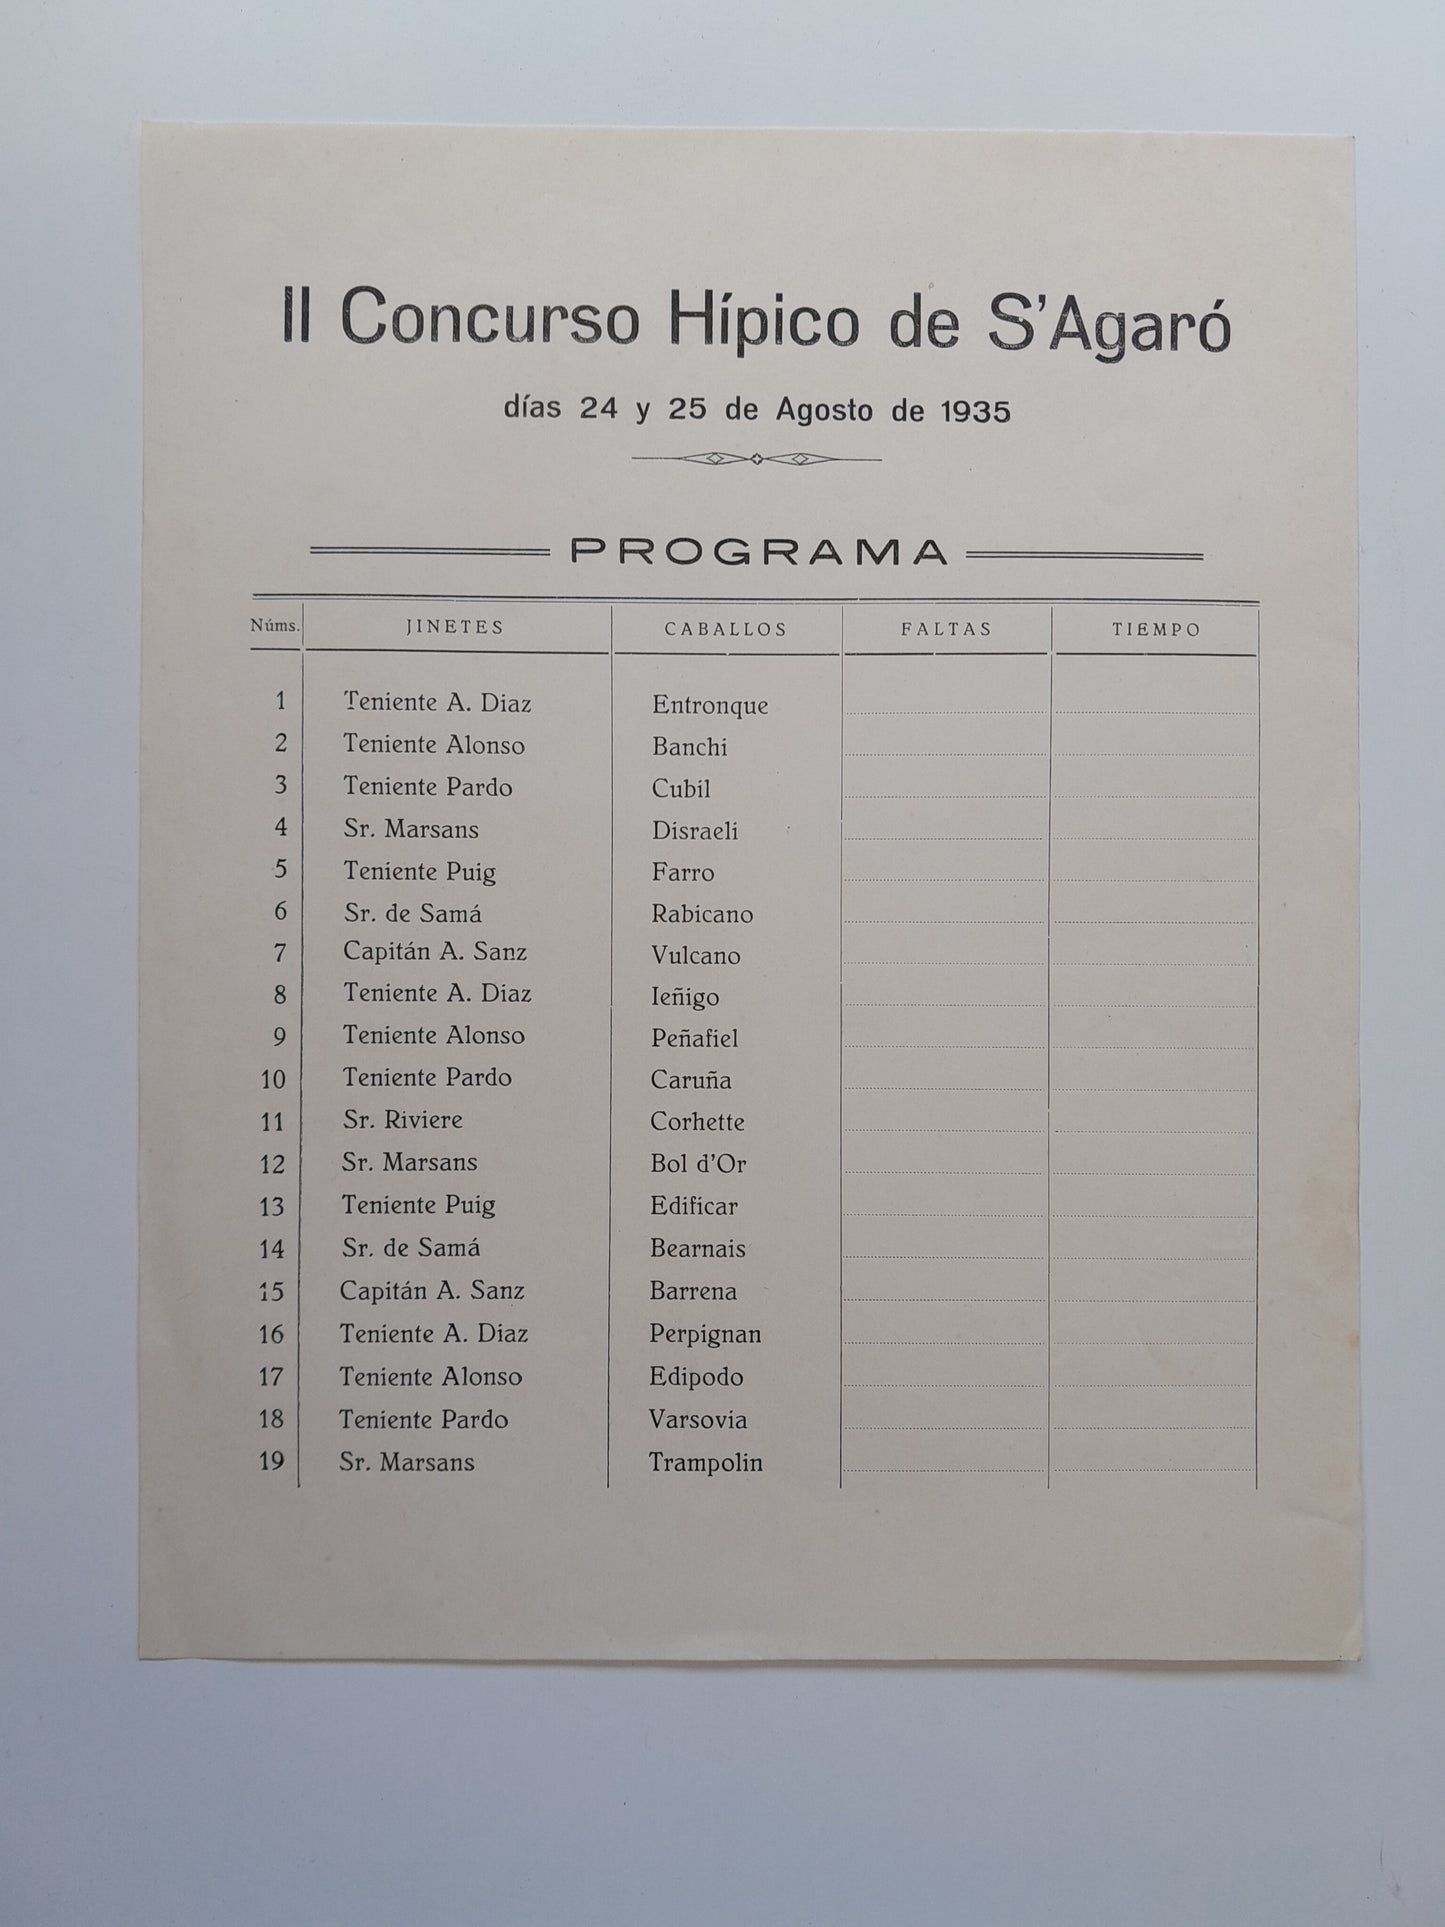 II Concurso Hípico de S'Agaró
días 24 y 25 de Agosto de 1935
PROGRAMA
Núms. JINETES CABALLOS FALTAS TIEMPO
1 Teniente A. Diaz Entronque
2 Teniente Alonso Banchi
3 Teniente Pardo Cubil
4 Sr. Marsans Disraeli
5 Teniente Puig Farro
6 Sr. de Samá Rabicano
7 Capitán A. Sanz Vulcano
8 Teniente A. Diaz Ieñigo
9 Teniente Alonso Peñafiel
10 Teniente Pardo Caruña
11 Sr. Riviere Corhette
12 Sr. Marsans Bol d'Or
13 Teniente Puig Edificar
14 Sr. de Samá Bearnais
15 Capitán A. Sanz Barrena
16 Teniente A. Diaz Perpignan
17 Teniente Alonso Edipodo
18 Teniente Pardo Varsovia
19 Sr. Marsans Trampolin